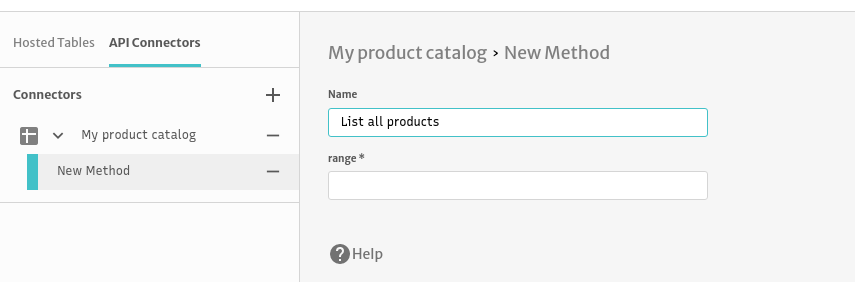 Hosted Tables API Connectors
Connectors
My product catalog
New Method
My product catalog › New Method
Name
List all products
range *
Help